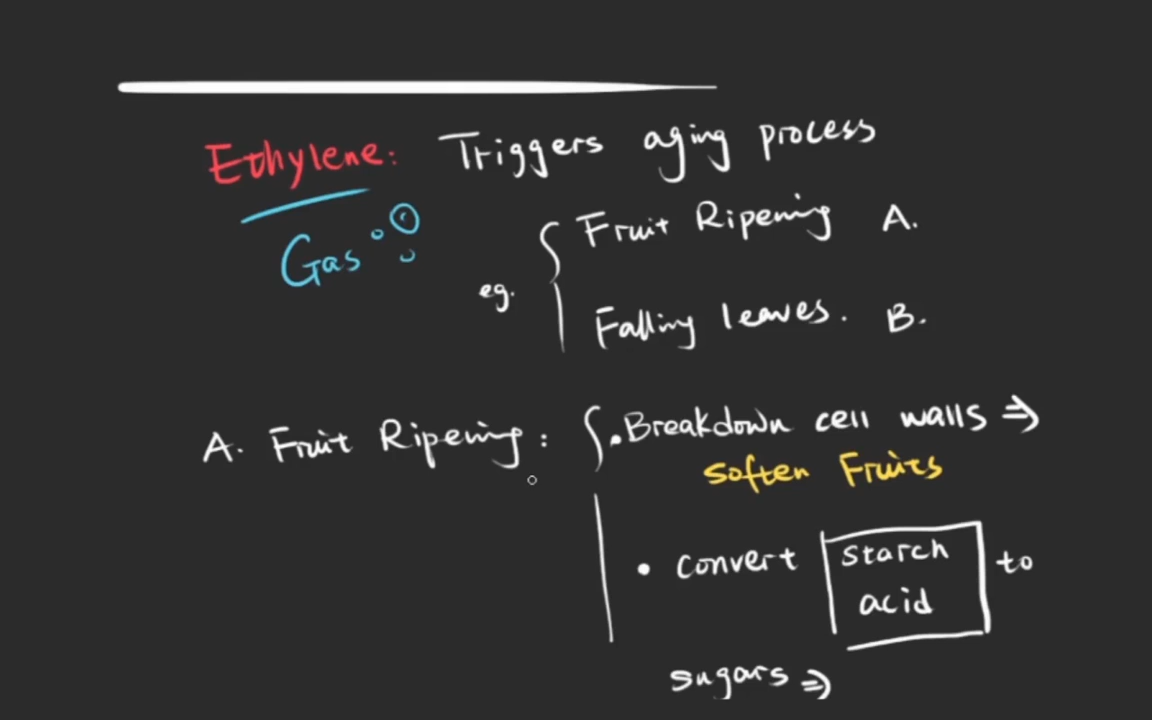 Ethylene: Triggers aging process
Gas
Fruit Ripening A.
eg.
Falling leaves. B.
A. Fruit Ripening: • Breakdown cell walls ⇒
soften Fruits
• convert starch to
acid
sugars ⇒